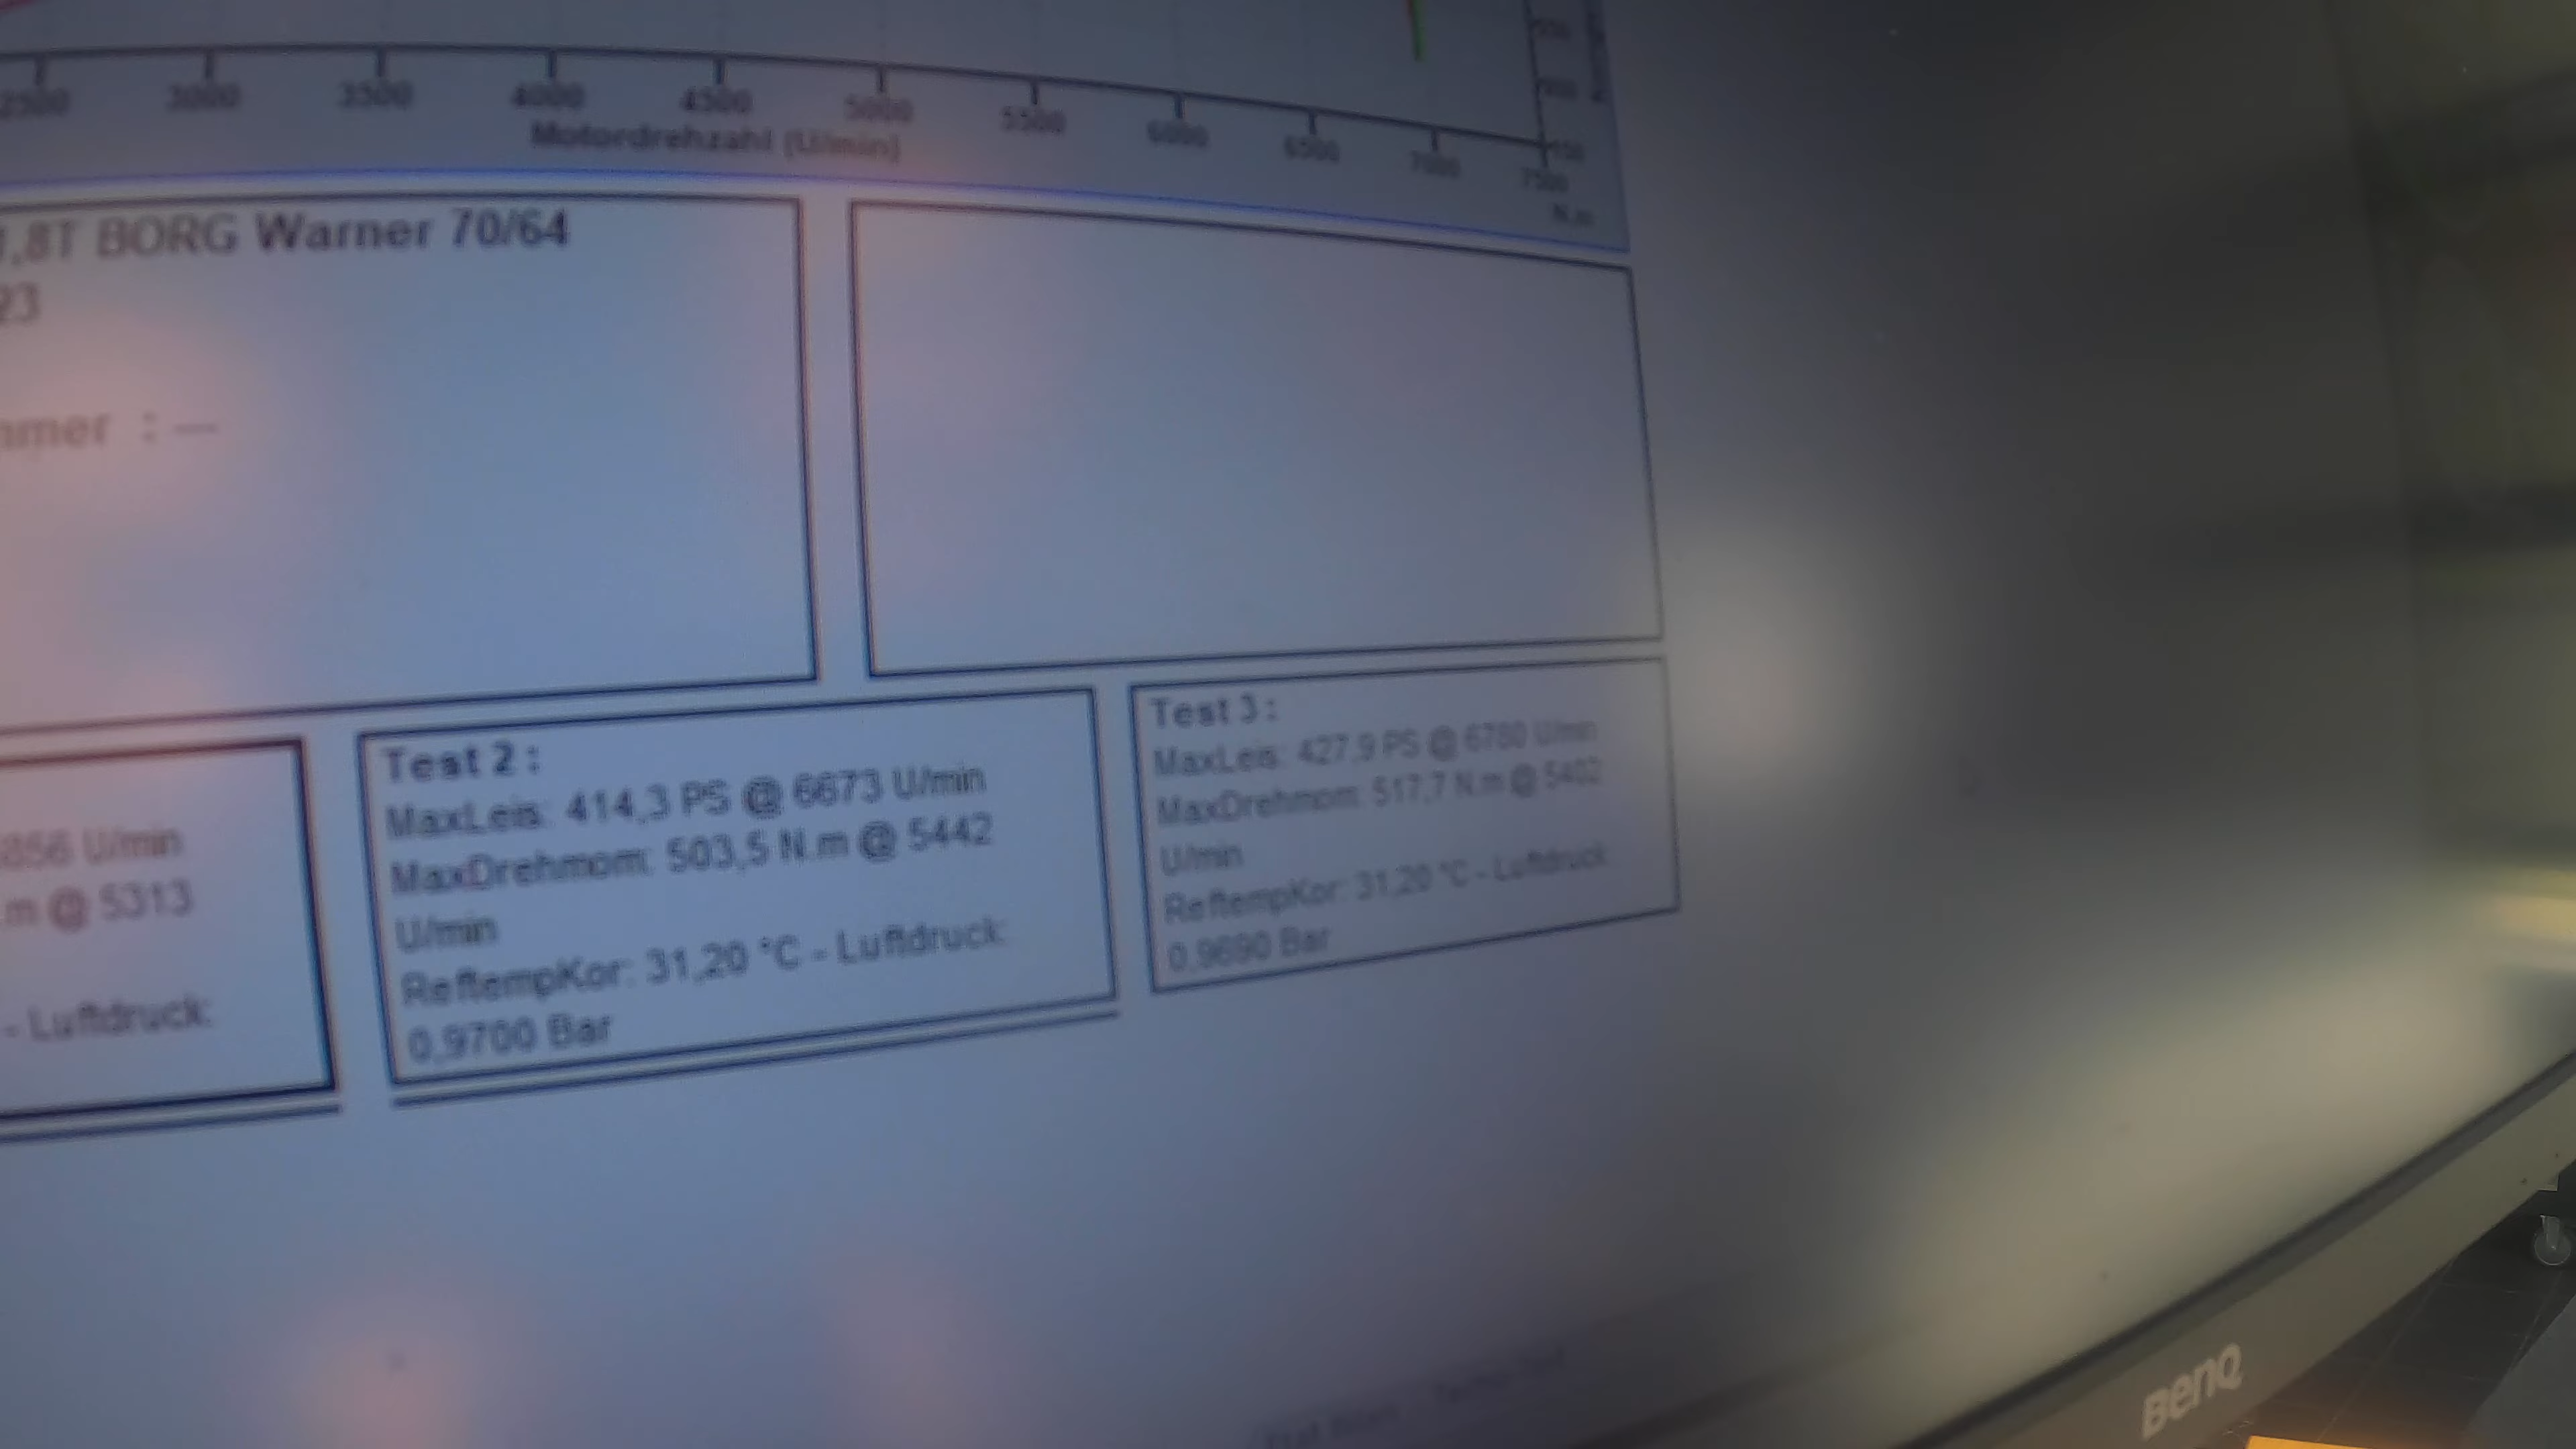 2500 3000 3500 4000 4500 5000 5500 6000 6500 7000 7500
Motordrehzahl (U/min)
N.m
1,8T BORG Warner 70/64
23
mmer : ---
856 U/min
.m @ 5313
- Luftdruck:
Test 2 :
MaxLeis: 414,3 PS @ 6673 U/min
MaxDrehmom: 503,5 N.m @ 5442
U/min
ReftempKor: 31,20 °C - Luftdruck:
0,9700 Bar
Test 3 :
MaxLeis: 427,9 PS @ 6780 U/min
MaxDrehmom: 517,7 N.m @ 5402
U/min
ReftempKor: 31,20 °C - Luftdruck:
0,9690 Bar
BenQ